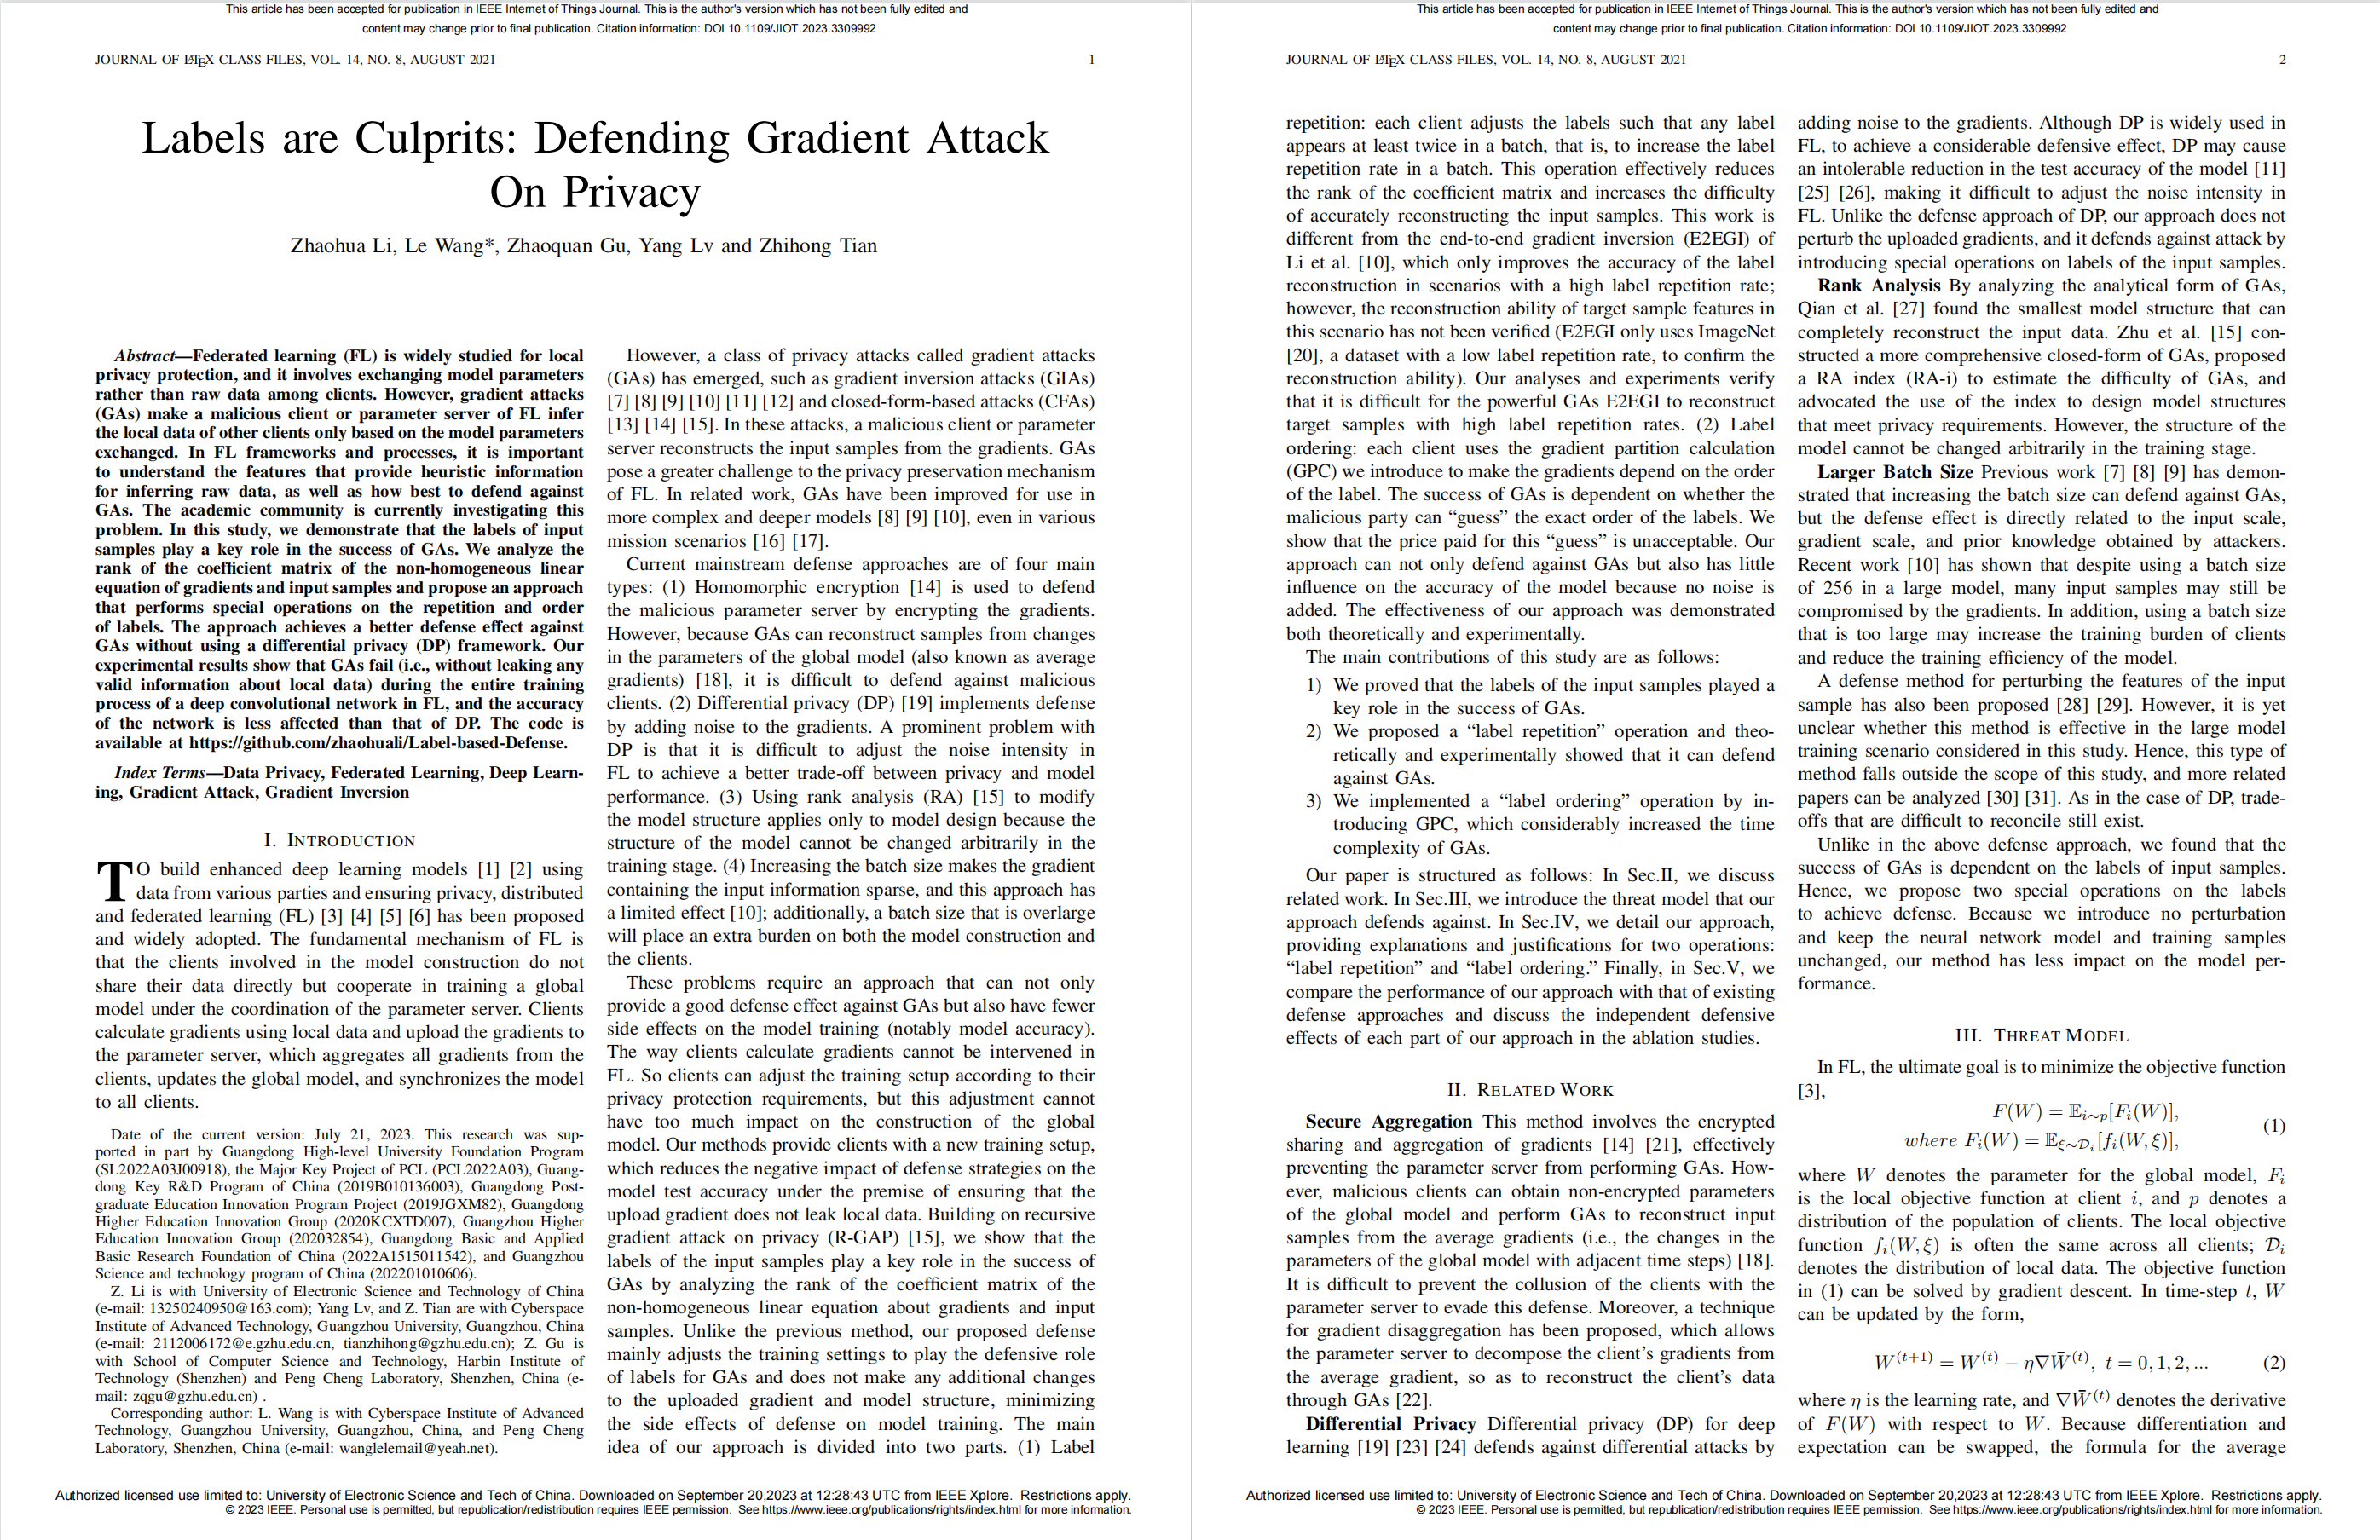 This article has been accepted for publication in IEEE Internet of Things Journal. This is the author's version which has not been fully edited and
content may change prior to final publication. Citation information: DOI 10.1109/JIOT.2023.3309992
JOURNAL OF LATEX CLASS FILES, VOL. 14, NO. 8, AUGUST 2021
1
Labels are Culprits: Defending Gradient Attack
On Privacy
Zhaohua Li, Le Wang*, Zhaoquan Gu, Yang Lv and Zhihong Tian
Abstract—Federated learning (FL) is widely studied for local
privacy protection, and it involves exchanging model parameters
rather than raw data among clients. However, gradient attacks
(GAs) make a malicious client or parameter server of FL infer
the local data of other clients only based on the model parameters
exchanged. In FL frameworks and processes, it is important
to understand the features that provide heuristic information
for inferring raw data, as well as how best to defend against
GAs. The academic community is currently investigating this
problem. In this study, we demonstrate that the labels of input
samples play a key role in the success of GAs. We analyze the
rank of the coefficient matrix of the non-homogeneous linear
equation of gradients and input samples and propose an approach
that performs special operations on the repetition and order
of labels. The approach achieves a better defense effect against
GAs without using a differential privacy (DP) framework. Our
experimental results show that GAs fail (i.e., without leaking any
valid information about local data) during the entire training
process of a deep convolutional network in FL, and the accuracy
of the network is less affected than that of DP. The code is
available at https://github.com/zhaohuali/Label-based-Defense.
Index Terms—Data Privacy, Federated Learning, Deep Learn-
ing, Gradient Attack, Gradient Inversion
I. INTRODUCTION
TO build enhanced deep learning models [1] [2] using
data from various parties and ensuring privacy, distributed
and federated learning (FL) [3] [4] [5] [6] has been proposed
and widely adopted. The fundamental mechanism of FL is
that the clients involved in the model construction do not
share their data directly but cooperate in training a global
model under the coordination of the parameter server. Clients
calculate gradients using local data and upload the gradients to
the parameter server, which aggregates all gradients from the
clients, updates the global model, and synchronizes the model
to all clients.
Date of the current version: July 21, 2023. This research was sup-
ported in part by Guangdong High-level University Foundation Program
(SL2022A03J00918), the Major Key Project of PCL (PCL2022A03), Guang-
dong Key R&D Program of China (2019B010136003), Guangdong Post-
graduate Education Innovation Program Project (2019JGXM82), Guangdong
Higher Education Innovation Group (2020KCXTD007), Guangzhou Higher
Education Innovation Group (202032854), Guangdong Basic and Applied
Basic Research Foundation of China (2022A1515011542), and Guangzhou
Science and technology program of China (202201010606).
Z. Li is with University of Electronic Science and Technology of China
(e-mail: 13250240950@163.com); Yang Lv, and Z. Tian are with Cyberspace
Institute of Advanced Technology, Guangzhou University, Guangzhou, China
(e-mail: 2112006172@e.gzhu.edu.cn, tianzhihong@gzhu.edu.cn); Z. Gu is
with School of Computer Science and Technology, Harbin Institute of
Technology (Shenzhen) and Peng Cheng Laboratory, Shenzhen, China (e-
mail: zqgu@gzhu.edu.cn) .
Corresponding author: L. Wang is with Cyberspace Institute of Advanced
Technology, Guangzhou University, Guangzhou, China, and Peng Cheng
Laboratory, Shenzhen, China (e-mail: wanglelemail@yeah.net).
However, a class of privacy attacks called gradient attacks
(GAs) has emerged, such as gradient inversion attacks (GIAs)
[7] [8] [9] [10] [11] [12] and closed-form-based attacks (CFAs)
[13] [14] [15]. In these attacks, a malicious client or parameter
server reconstructs the input samples from the gradients. GAs
pose a greater challenge to the privacy preservation mechanism
of FL. In related work, GAs have been improved for use in
more complex and deeper models [8] [9] [10], even in various
mission scenarios [16] [17].
Current mainstream defense approaches are of four main
types: (1) Homomorphic encryption [14] is used to defend
the malicious parameter server by encrypting the gradients.
However, because GAs can reconstruct samples from changes
in the parameters of the global model (also known as average
gradients) [18], it is difficult to defend against malicious
clients. (2) Differential privacy (DP) [19] implements defense
by adding noise to the gradients. A prominent problem with
DP is that it is difficult to adjust the noise intensity in
FL to achieve a better trade-off between privacy and model
performance. (3) Using rank analysis (RA) [15] to modify
the model structure applies only to model design because the
structure of the model cannot be changed arbitrarily in the
training stage. (4) Increasing the batch size makes the gradient
containing the input information sparse, and this approach has
a limited effect [10]; additionally, a batch size that is overlarge
will place an extra burden on both the model construction and
the clients.
These problems require an approach that can not only
provide a good defense effect against GAs but also have fewer
side effects on the model training (notably model accuracy).
The way clients calculate gradients cannot be intervened in
FL. So clients can adjust the training setup according to their
privacy protection requirements, but this adjustment cannot
have too much impact on the construction of the global
model. Our methods provide clients with a new training setup,
which reduces the negative impact of defense strategies on the
model test accuracy under the premise of ensuring that the
upload gradient does not leak local data. Building on recursive
gradient attack on privacy (R-GAP) [15], we show that the
labels of the input samples play a key role in the success of
GAs by analyzing the rank of the coefficient matrix of the
non-homogeneous linear equation about gradients and input
samples. Unlike the previous method, our proposed defense
mainly adjusts the training settings to play the defensive role
of labels for GAs and does not make any additional changes
to the uploaded gradient and model structure, minimizing
the side effects of defense on model training. The main
idea of our approach is divided into two parts. (1) Label
Authorized licensed use limited to: University of Electronic Science and Tech of China. Downloaded on September 20,2023 at 12:28:43 UTC from IEEE Xplore. Restrictions apply.
© 2023 IEEE. Personal use is permitted, but republication/redistribution requires IEEE permission. See https://www.ieee.org/publications/rights/index.html for more information.
This article has been accepted for publication in IEEE Internet of Things Journal. This is the author's version which has not been fully edited and
content may change prior to final publication. Citation information: DOI 10.1109/JIOT.2023.3309992
JOURNAL OF LATEX CLASS FILES, VOL. 14, NO. 8, AUGUST 2021
2
repetition: each client adjusts the labels such that any label
appears at least twice in a batch, that is, to increase the label
repetition rate in a batch. This operation effectively reduces
the rank of the coefficient matrix and increases the difficulty
of accurately reconstructing the input samples. This work is
different from the end-to-end gradient inversion (E2EGI) of
Li et al. [10], which only improves the accuracy of the label
reconstruction in scenarios with a high label repetition rate;
however, the reconstruction ability of target sample features in
this scenario has not been verified (E2EGI only uses ImageNet
[20], a dataset with a low label repetition rate, to confirm the
reconstruction ability). Our analyses and experiments verify
that it is difficult for the powerful GAs E2EGI to reconstruct
target samples with high label repetition rates. (2) Label
ordering: each client uses the gradient partition calculation
(GPC) we introduce to make the gradients depend on the order
of the label. The success of GAs is dependent on whether the
malicious party can “guess” the exact order of the labels. We
show that the price paid for this “guess” is unacceptable. Our
approach can not only defend against GAs but also has little
influence on the accuracy of the model because no noise is
added. The effectiveness of our approach was demonstrated
both theoretically and experimentally.
The main contributions of this study are as follows:
1) We proved that the labels of the input samples played a
key role in the success of GAs.
2) We proposed a “label repetition” operation and theo-
retically and experimentally showed that it can defend
against GAs.
3) We implemented a “label ordering” operation by in-
troducing GPC, which considerably increased the time
complexity of GAs.
Our paper is structured as follows: In Sec.II, we discuss
related work. In Sec.III, we introduce the threat model that our
approach defends against. In Sec.IV, we detail our approach,
providing explanations and justifications for two operations:
“label repetition” and “label ordering.” Finally, in Sec.V, we
compare the performance of our approach with that of existing
defense approaches and discuss the independent defensive
effects of each part of our approach in the ablation studies.
II. RELATED WORK
Secure Aggregation This method involves the encrypted
sharing and aggregation of gradients [14] [21], effectively
preventing the parameter server from performing GAs. How-
ever, malicious clients can obtain non-encrypted parameters
of the global model and perform GAs to reconstruct input
samples from the average gradients (i.e., the changes in the
parameters of the global model with adjacent time steps) [18].
It is difficult to prevent the collusion of the clients with the
parameter server to evade this defense. Moreover, a technique
for gradient disaggregation has been proposed, which allows
the parameter server to decompose the client’s gradients from
the average gradient, so as to reconstruct the client’s data
through GAs [22].
Differential Privacy Differential privacy (DP) for deep
learning [19] [23] [24] defends against differential attacks by
adding noise to the gradients. Although DP is widely used in
FL, to achieve a considerable defensive effect, DP may cause
an intolerable reduction in the test accuracy of the model [11]
[25] [26], making it difficult to adjust the noise intensity in
FL. Unlike the defense approach of DP, our approach does not
perturb the uploaded gradients, and it defends against attack by
introducing special operations on labels of the input samples.
Rank Analysis By analyzing the analytical form of GAs,
Qian et al. [27] found the smallest model structure that can
completely reconstruct the input data. Zhu et al. [15] con-
structed a more comprehensive closed-form of GAs, proposed
a RA index (RA-i) to estimate the difficulty of GAs, and
advocated the use of the index to design model structures
that meet privacy requirements. However, the structure of the
model cannot be changed arbitrarily in the training stage.
Larger Batch Size Previous work [7] [8] [9] has demon-
strated that increasing the batch size can defend against GAs,
but the defense effect is directly related to the input scale,
gradient scale, and prior knowledge obtained by attackers.
Recent work [10] has shown that despite using a batch size
of 256 in a large model, many input samples may still be
compromised by the gradients. In addition, using a batch size
that is too large may increase the training burden of clients
and reduce the training efficiency of the model.
A defense method for perturbing the features of the input
sample has also been proposed [28] [29]. However, it is yet
unclear whether this method is effective in the large model
training scenario considered in this study. Hence, this type of
method falls outside the scope of this study, and more related
papers can be analyzed [30] [31]. As in the case of DP, trade-
offs that are difficult to reconcile still exist.
Unlike in the above defense approach, we found that the
success of GAs is dependent on the labels of input samples.
Hence, we propose two special operations on the labels
to achieve defense. Because we introduce no perturbation
and keep the neural network model and training samples
unchanged, our method has less impact on the model per-
formance.
III. THREAT MODEL
In FL, the ultimate goal is to minimize the objective function
[3],
F(W) = 𝔼i∼p[Fi(W)],
where Fi(W) = 𝔼ξ∼𝒟i[fi(W, ξ)],
(1)
where W denotes the parameter for the global model, Fi
is the local objective function at client i, and p denotes a
distribution of the population of clients. The local objective
function fi(W, ξ) is often the same across all clients; 𝒟i
denotes the distribution of local data. The objective function
in (1) can be solved by gradient descent. In time-step t, W
can be updated by the form,
W^(t+1) = W^(t) − η∇W̄^(t), t = 0, 1, 2, ... (2)
where η is the learning rate, and ∇W̄^(t) denotes the derivative
of F(W) with respect to W. Because differentiation and
expectation can be swapped, the formula for the average
Authorized licensed use limited to: University of Electronic Science and Tech of China. Downloaded on September 20,2023 at 12:28:43 UTC from IEEE Xplore. Restrictions apply.
© 2023 IEEE. Personal use is permitted, but republication/redistribution requires IEEE permission. See https://www.ieee.org/publications/rights/index.html for more information.